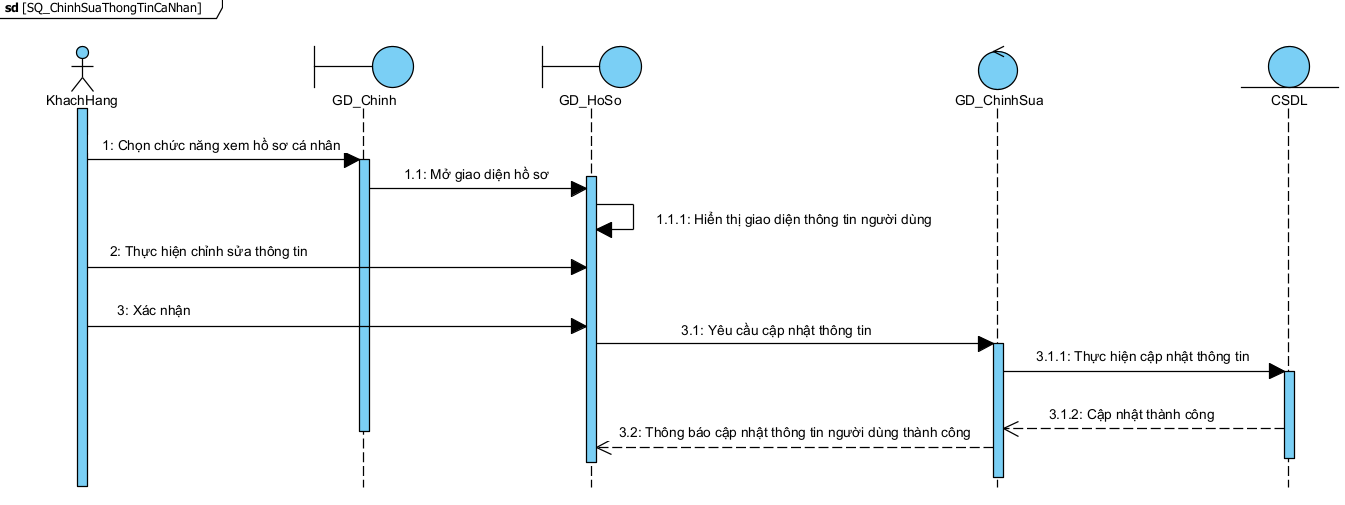 sd [SQ_ChinhSuaThongTinCaNhan]
KhachHang
GD_Chinh
GD_HoSo
GD_ChinhSua
CSDL
1: Chọn chức năng xem hồ sơ cá nhân
1.1: Mở giao diện hồ sơ
1.1.1: Hiển thị giao diện thông tin người dùng
2: Thực hiện chỉnh sửa thông tin
3: Xác nhận
3.1: Yêu cầu cập nhật thông tin
3.1.1: Thực hiện cập nhật thông tin
3.1.2: Cập nhật thành công
3.2: Thông báo cập nhật thông tin người dùng thành công